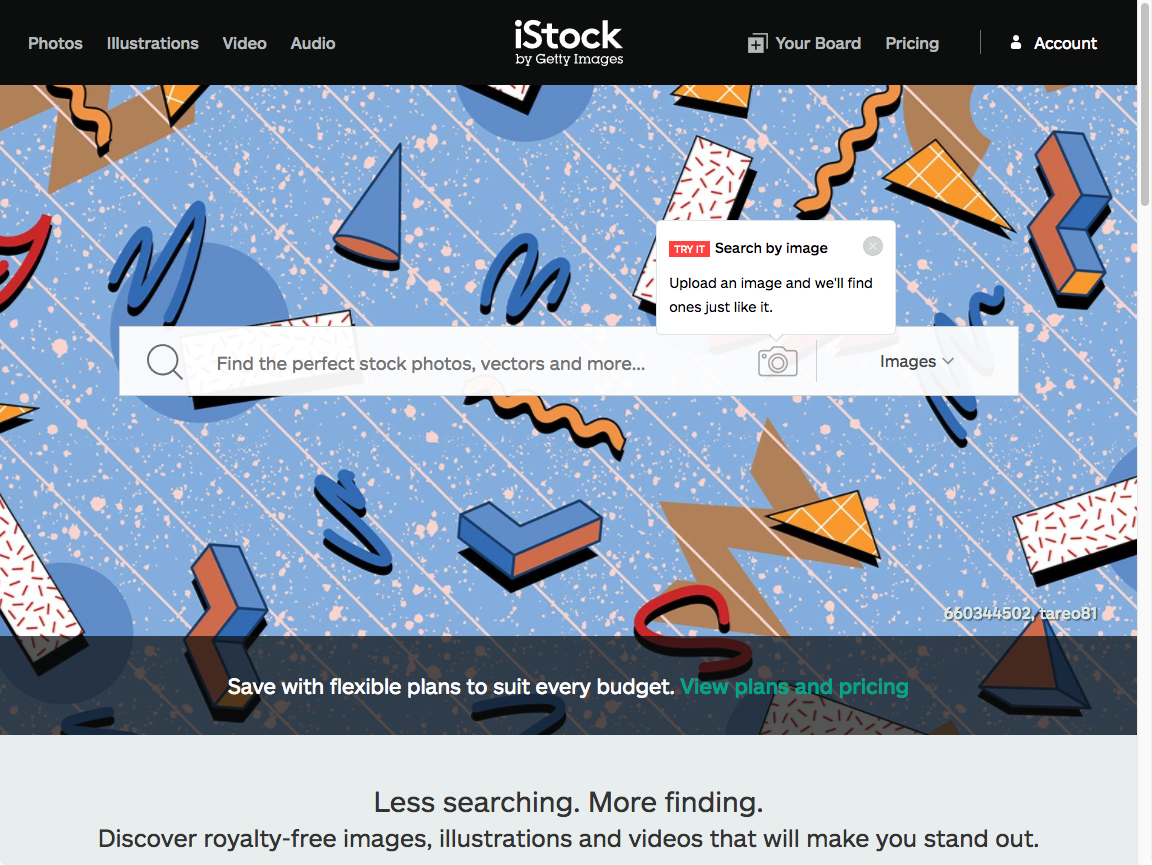 Photos Illustrations Video Audio
iStock
by Getty Images
Your Board Pricing Account
TRY IT Search by image
Upload an image and we'll find
ones just like it.
Find the perfect stock photos, vectors and more...
Images
660344502, tareo81
Save with flexible plans to suit every budget. View plans and pricing
Less searching. More finding.
Discover royalty-free images, illustrations and videos that will make you stand out.